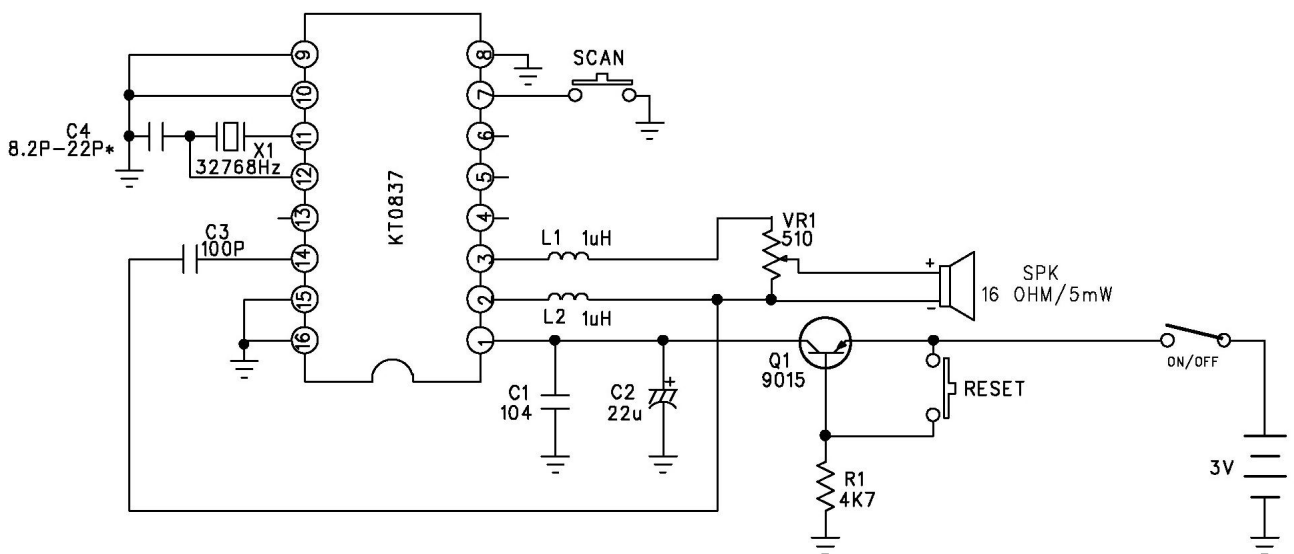 9
10
11
12
13
14
15
16
8
7
6
5
4
3
2
1
KT0837
SCAN
C4
8.2P-22P*
X1
32768Hz
C3
100P
L1 1uH
L2 1uH
VR1
510
+
-
SPK
16 OHM/5mW
Q1
9015
ON/OFF
RESET
C1
104
C2
22u
+
R1
4K7
3V